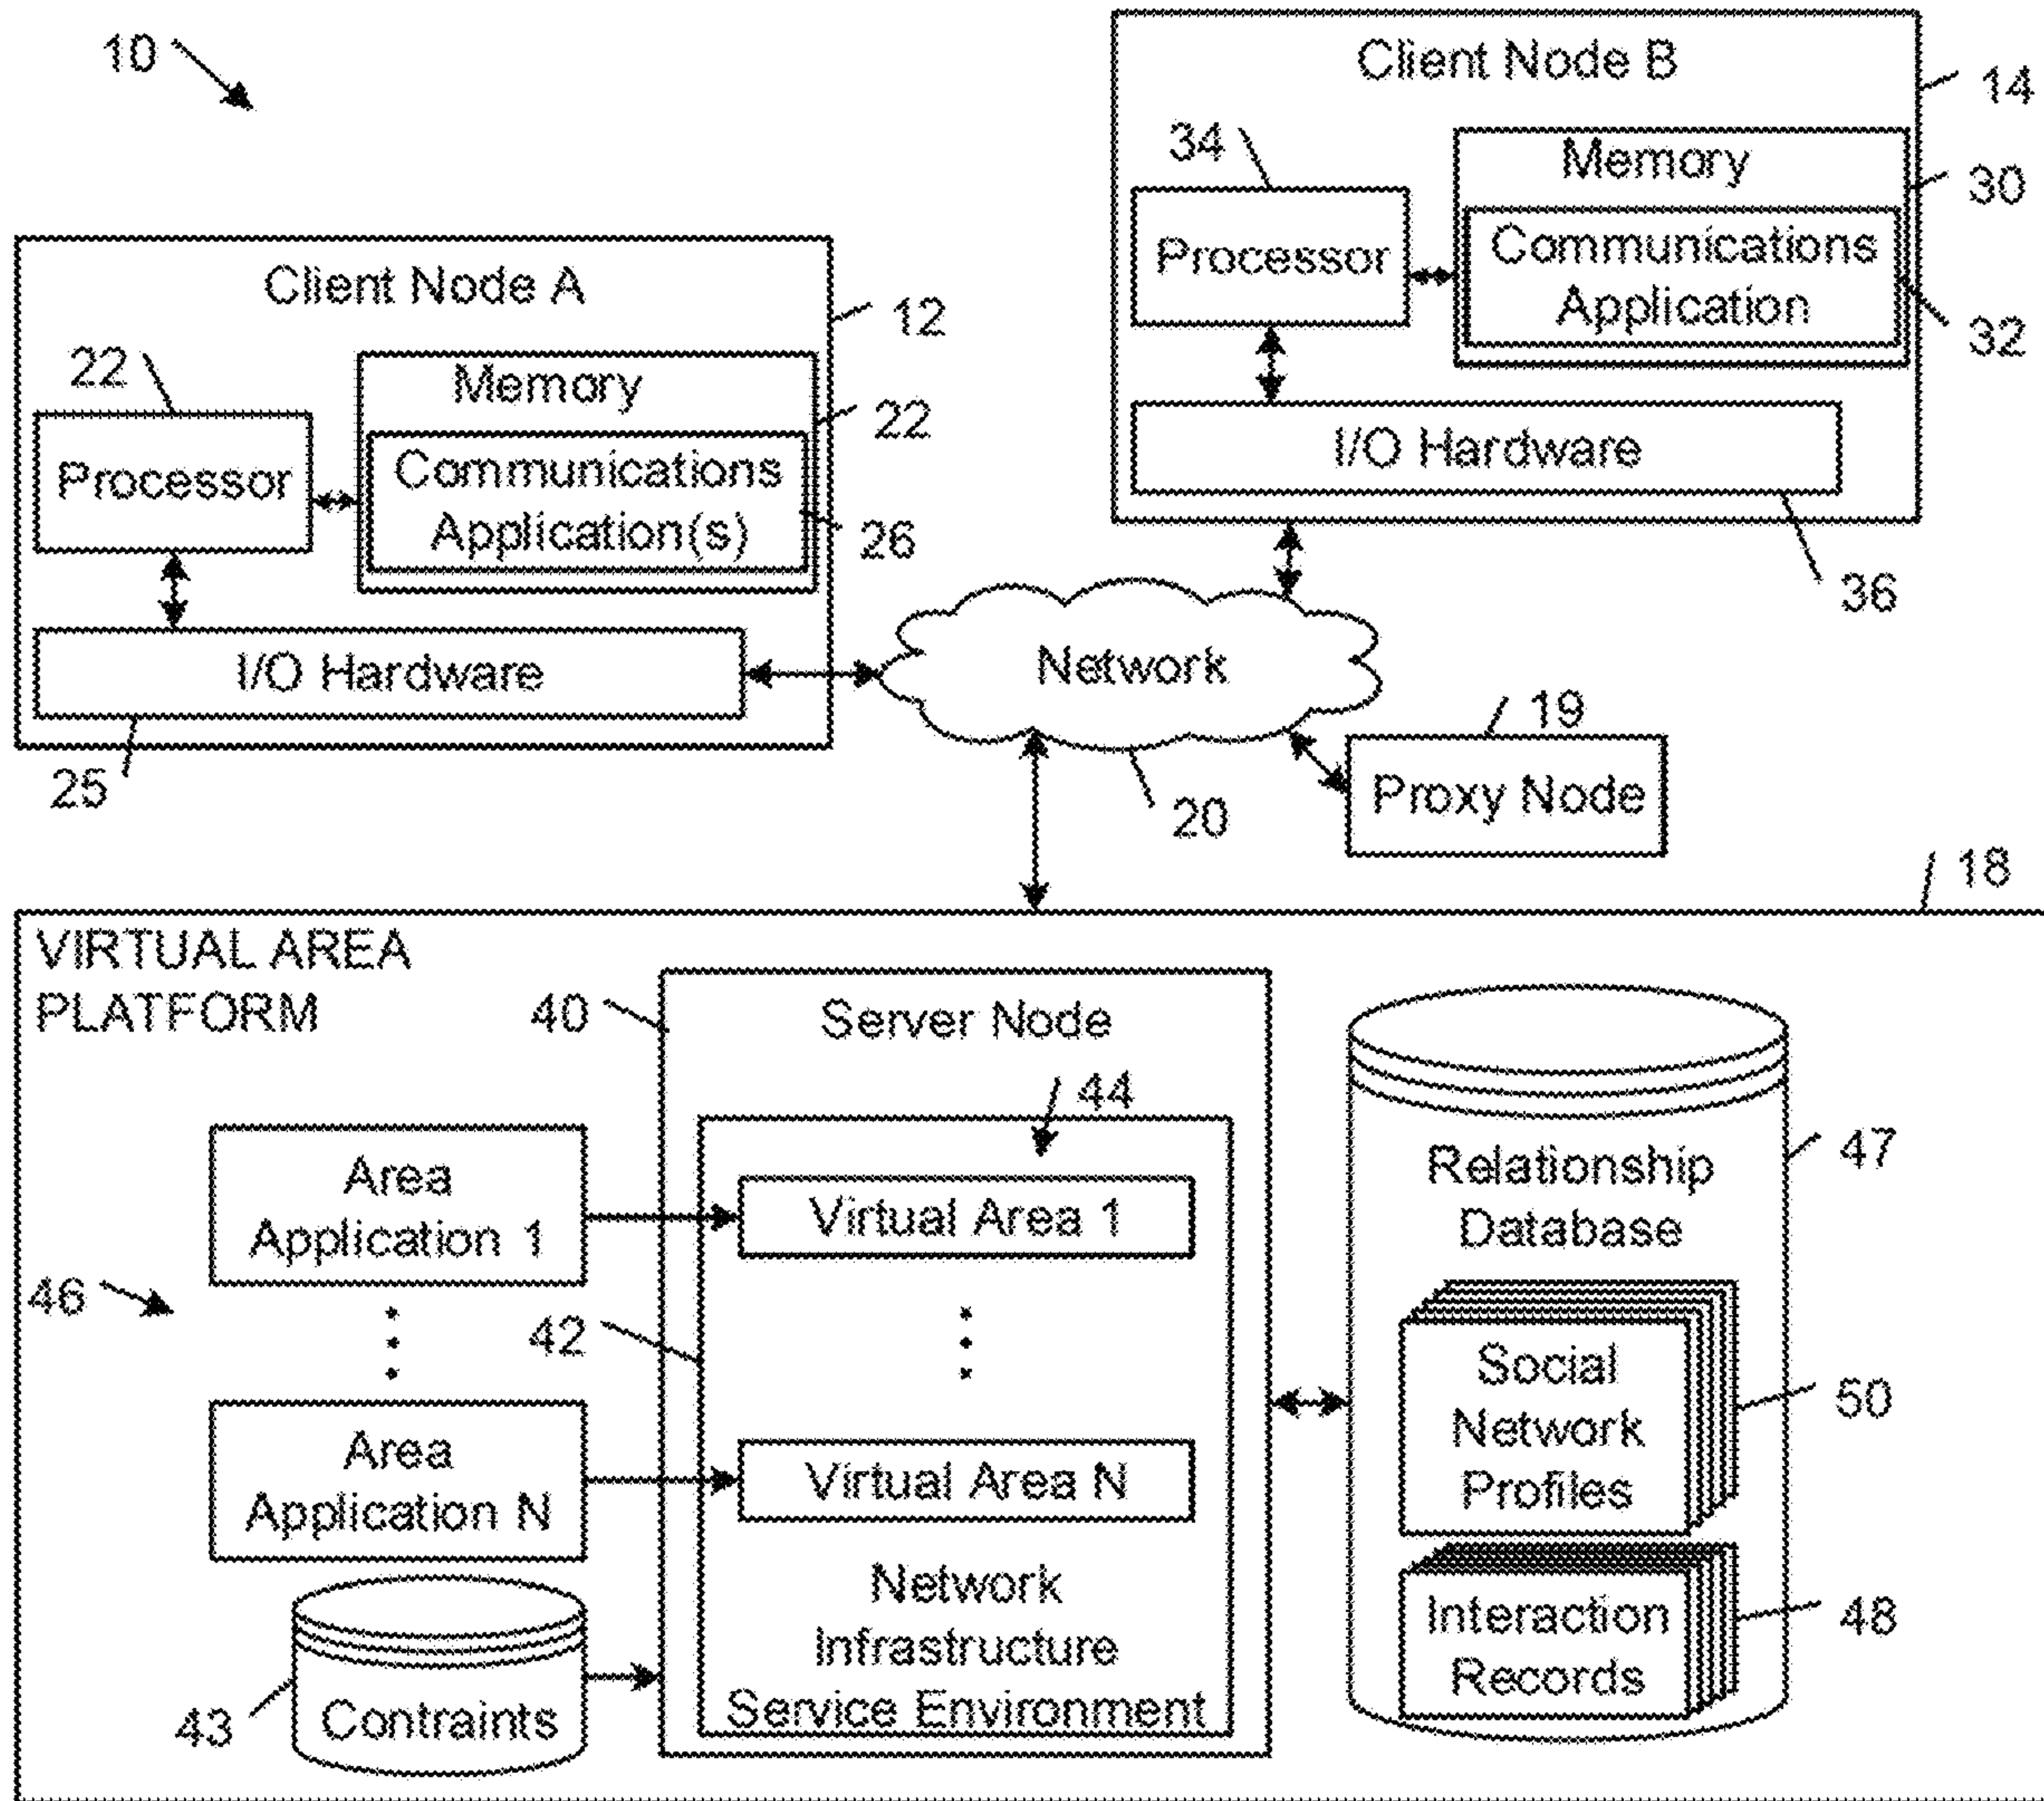 10
Client Node B
14
34
Memory
30
Processor
Communications
Application
32
I/O Hardware
36
Client Node A
12
22
Memory
22
Processor
Communications
Application(s)
26
I/O Hardware
25
Network
20
19
Proxy Node
18
VIRTUAL AREA
PLATFORM
40
Server Node
44
Area
Application 1
Virtual Area 1
46
42
Area
Application N
Virtual Area N
Network
Infrastructure
Service Environment
43
Contraints
47
Relationship
Database
Social
Network
Profiles
50
Interaction
Records
48